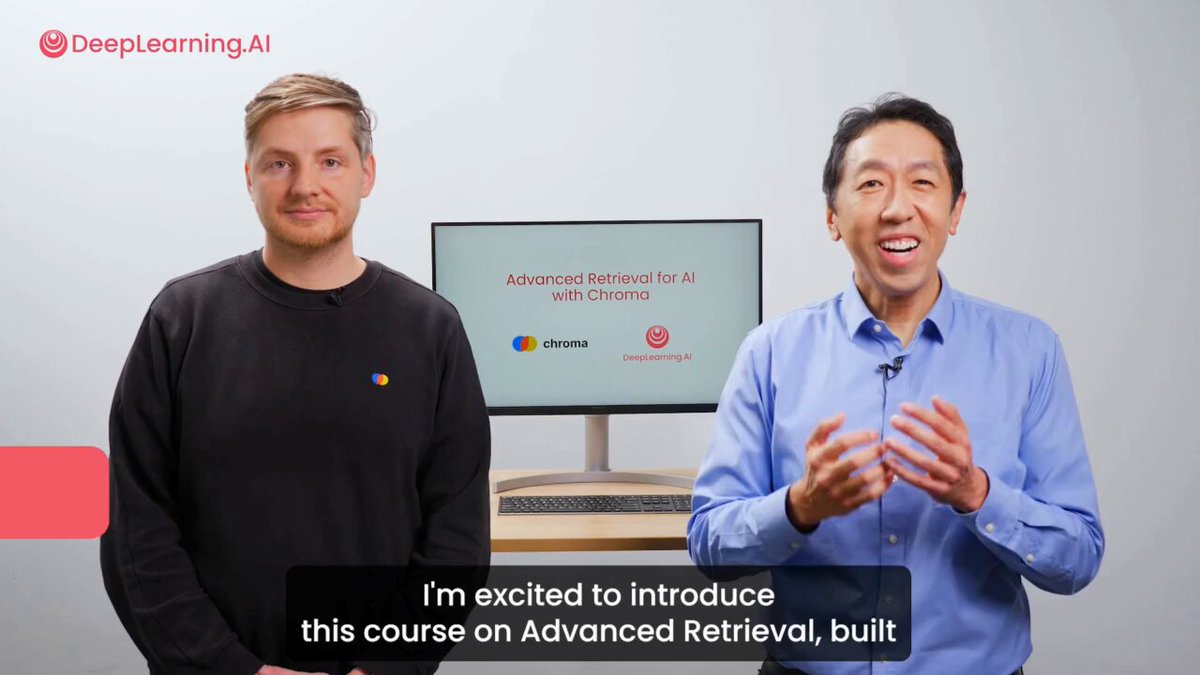 DeepLearning.AI
Advanced Retrieval for AI
with Chroma
chroma
DeepLearning.AI
I'm excited to introduce
this course on Advanced Retrieval, built